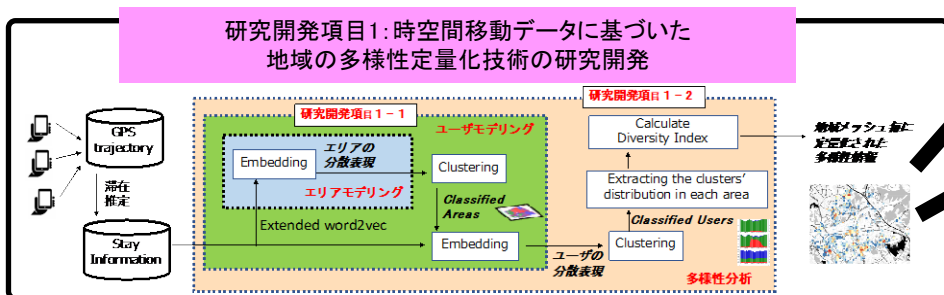 研究開発項目1：時空間移動データに基づいた
地域の多様性定量化技術の研究開発
研究開発項目１－２
研究開発項目１－１
ユーザモデリング
GPS
trajectory
滞在
推定
Stay
Information
Embedding
エリアの
分散表現
エリアモデリング
Clustering
Classified
Areas
Extended word2vec
Embedding
ユーザの
分散表現
Clustering
Classified Users
Extracting the clusters’
distribution in each area
Calculate
Diversity Index
多様性分析
地域メッシュ毎に
定量化された
多様性情報